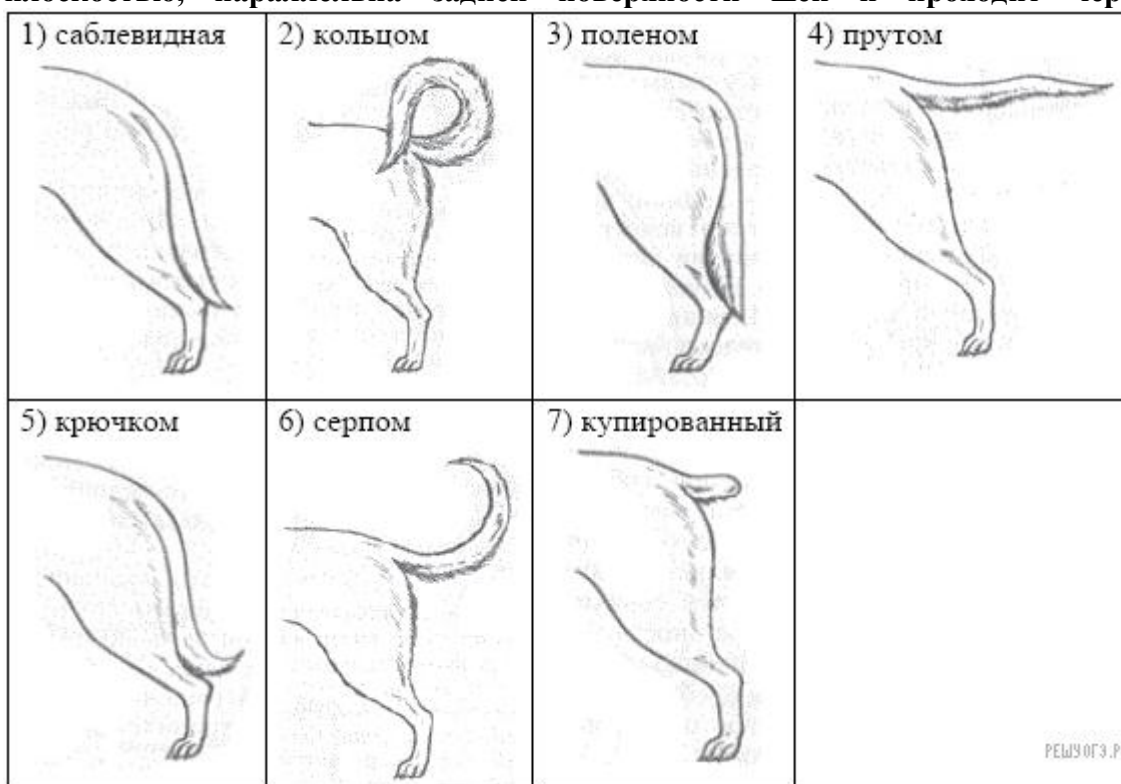 параллельна задней поверхности шеи и проходит
1) саблевидная 2) кольцом 3) поленом 4) прутом
5) крючком 6) серпом 7) купированный